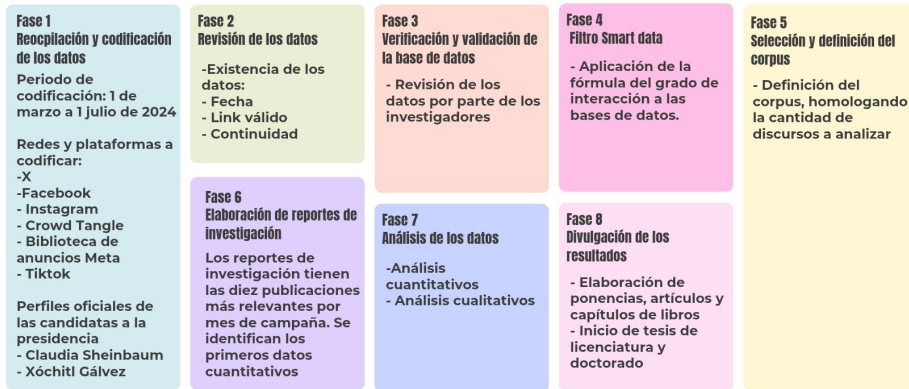 Fase 1
Reocpilación y codificación
de los datos
Periodo de
codificación: 1 de
marzo a 1 julio de 2024
Redes y plataformas a
codificar:
-X
-Facebook
- Instagram
- Crowd Tangle
- Biblioteca de
anuncios Meta
- Tiktok
Perfiles oficiales de
las candidatas a la
presidencia
- Claudia Sheinbaum
- Xóchitl Gálvez
Fase 2
Revisión de los datos
-Existencia de los
datos:
- Fecha
- Link válido
- Continuidad
Fase 3
Verificación y validación de
la base de datos
- Revisión de los
datos por parte de los
investigadores
Fase 4
Filtro Smart data
- Aplicación de la
fórmula del grado de
interacción a las
bases de datos.
Fase 5
Selección y definición del
corpus
- Definición del
corpus, homologando
la cantidad de
discursos a analizar
Fase 6
Elaboración de reportes de
investigación
Los reportes de
investigación tienen
las diez publicaciones
más relevantes por
mes de campaña. Se
identifican los
primeros datos
cuantitativos
Fase 7
Análisis de los datos
-Análisis
cuantitativos
- Análisis cualitativos
Fase 8
Divulgación de los
resultados
- Elaboración de
ponencias, artículos y
capítulos de libros
- Inicio de tesis de
licenciatura y
doctorado